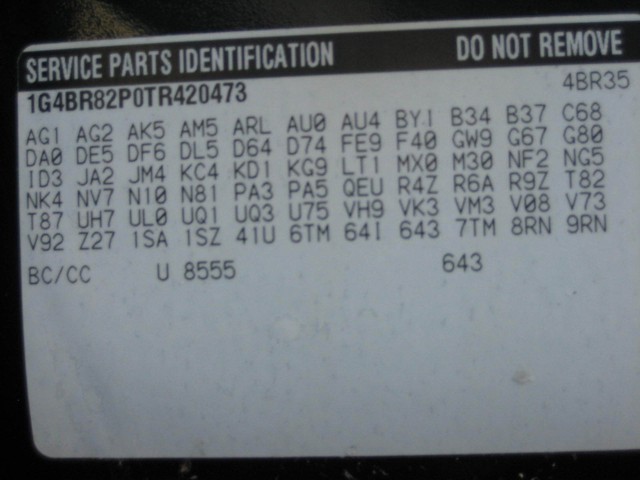 SERVICE PARTS IDENTIFICATION DO NOT REMOVE
1G4BR82P0TR420473 4BR35
AG1 AG2 AK5 AM5 ARL AU0 AU4 BYI B34 B37 C68
DA0 DE5 DF6 DL5 D64 D74 FE9 F40 GW9 G67 G80
ID3 JA2 JM4 KC4 KD1 KG9 LT1 MX0 M30 NF2 NG5
NK4 NV7 N10 N81 PA3 PA5 QEU R4Z R6A R9Z T82
T87 UH7 UL0 UQ1 UQ3 U75 VH9 VK3 VM3 V08 V73
V92 Z27 1SA 1SZ 41U 6TM 64I 643 7TM 8RN 9RN
BC/CC U 8555 643